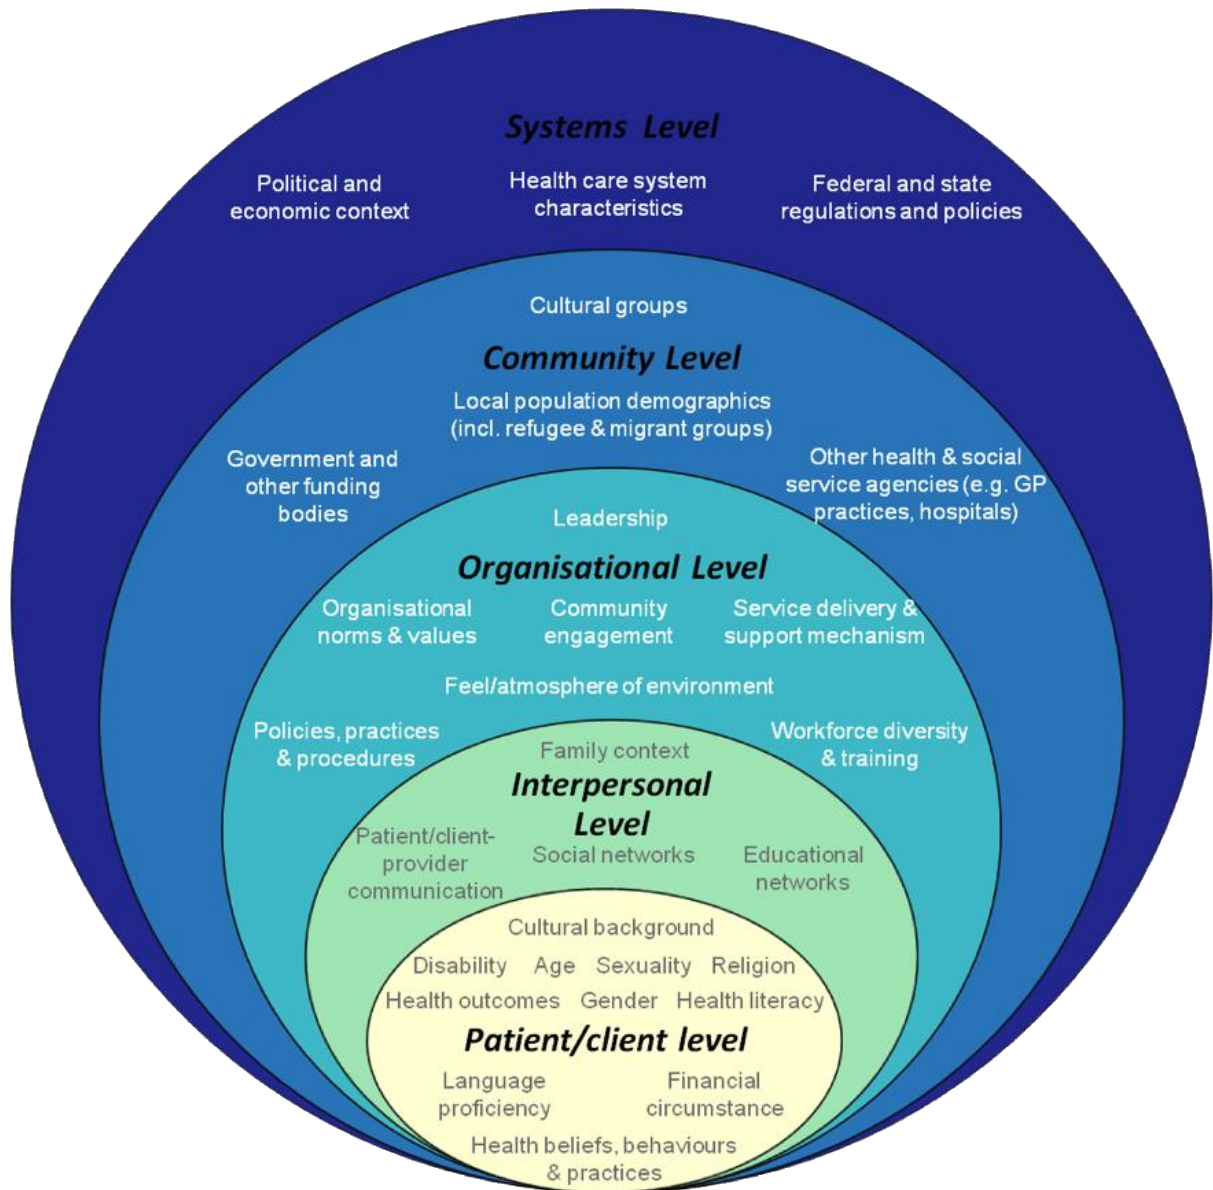 Systems Level
Political and
economic context
Health care system
characteristics
Federal and state
regulations and policies
Cultural groups
Community Level
Local population demographics
(incl. refugee & migrant groups)
Government and
other funding
bodies
Other health & social
service agencies (e.g. GP
practices, hospitals)
Leadership
Organisational Level
Organisational
norms & values
Community
engagement
Service delivery &
support mechanism
Feel/atmosphere of environment
Policies, practices
& procedures
Workforce diversity
& training
Family context
Interpersonal
Level
Patient/client-
provider
communication
Social networks
Educational
networks
Cultural background
Disability Age Sexuality Religion
Health outcomes Gender Health literacy
Patient/client level
Language
proficiency
Financial
circumstance
Health beliefs, behaviours
& practices